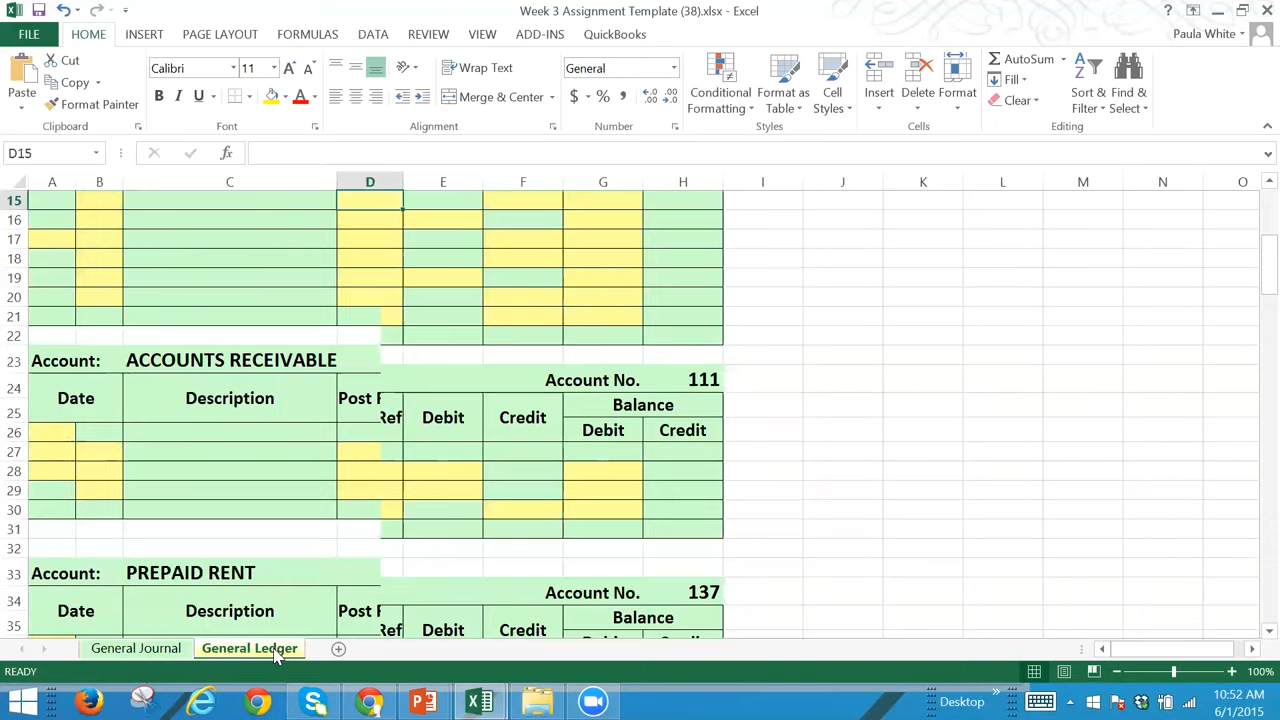 Week 3 Assignment Template (38).xlsx - Excel
?
FILE HOME INSERT PAGE LAYOUT FORMULAS DATA REVIEW VIEW ADD-INS QuickBooks Paula White
Paste Cut Copy Format Painter
Calibri 11 B I U A A A
Wrap Text Merge & Center
General $ % , .00 .0
Conditional Formatting Format as Table Cell Styles
Insert Delete Format
AutoSum Fill Clear Sort & Filter Find & Select
Clipboard Font Alignment Number Styles Cells Editing
D15 fx
A B C D E F G H I J K L M N O
15
16
17
18
19
20
21
22
23 Account: ACCOUNTS RECEIVABLE
24 Account No. 111
Date Description Post Ref Debit Credit Balance
25 Debit Credit
26
27
28
29
30
31
32
33 Account: PREPAID RENT
34 Account No. 137
Date Description Post Ref Debit Credit Balance
35
General Journal General Ledger
READY 100%
Desktop 10:52 AM
6/1/2015